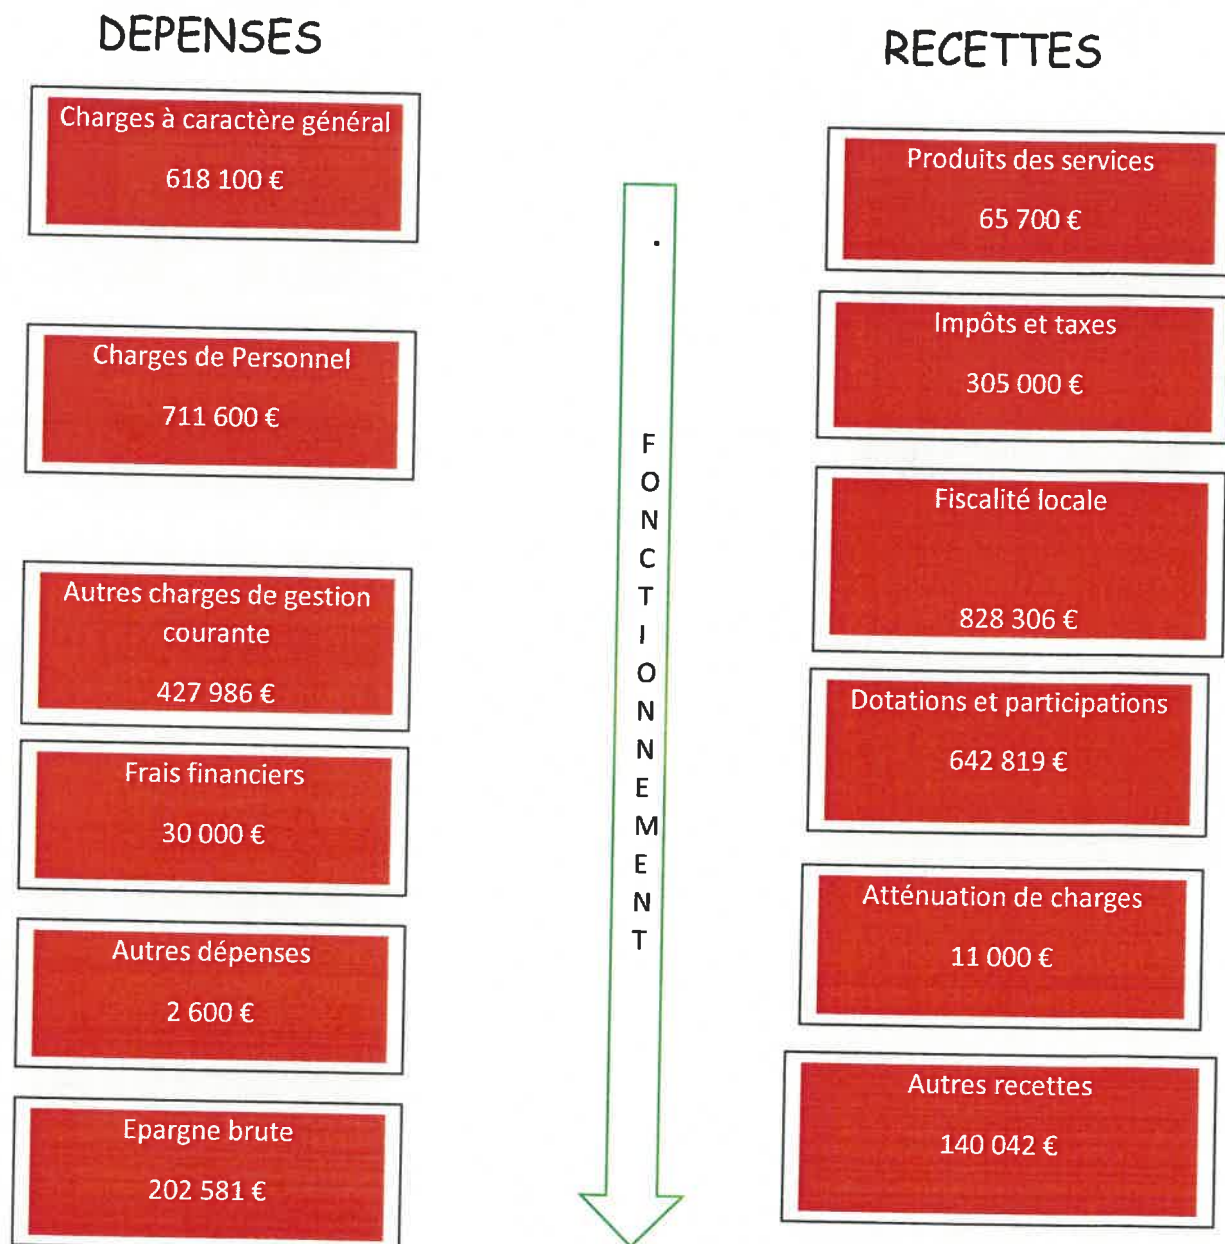 DEPENSES
Charges à caractère général
618 100 €
Charges de Personnel
711 600 €
Autres charges de gestion
courante
427 986 €
Frais financiers
30 000 €
Autres dépenses
2 600 €
Epargne brute
202 581 €
FONCTIONNEMENT
RECETTES
Produits des services
65 700 €
Impôts et taxes
305 000 €
Fiscalité locale
828 306 €
Dotations et participations
642 819 €
Atténuation de charges
11 000 €
Autres recettes
140 042 €